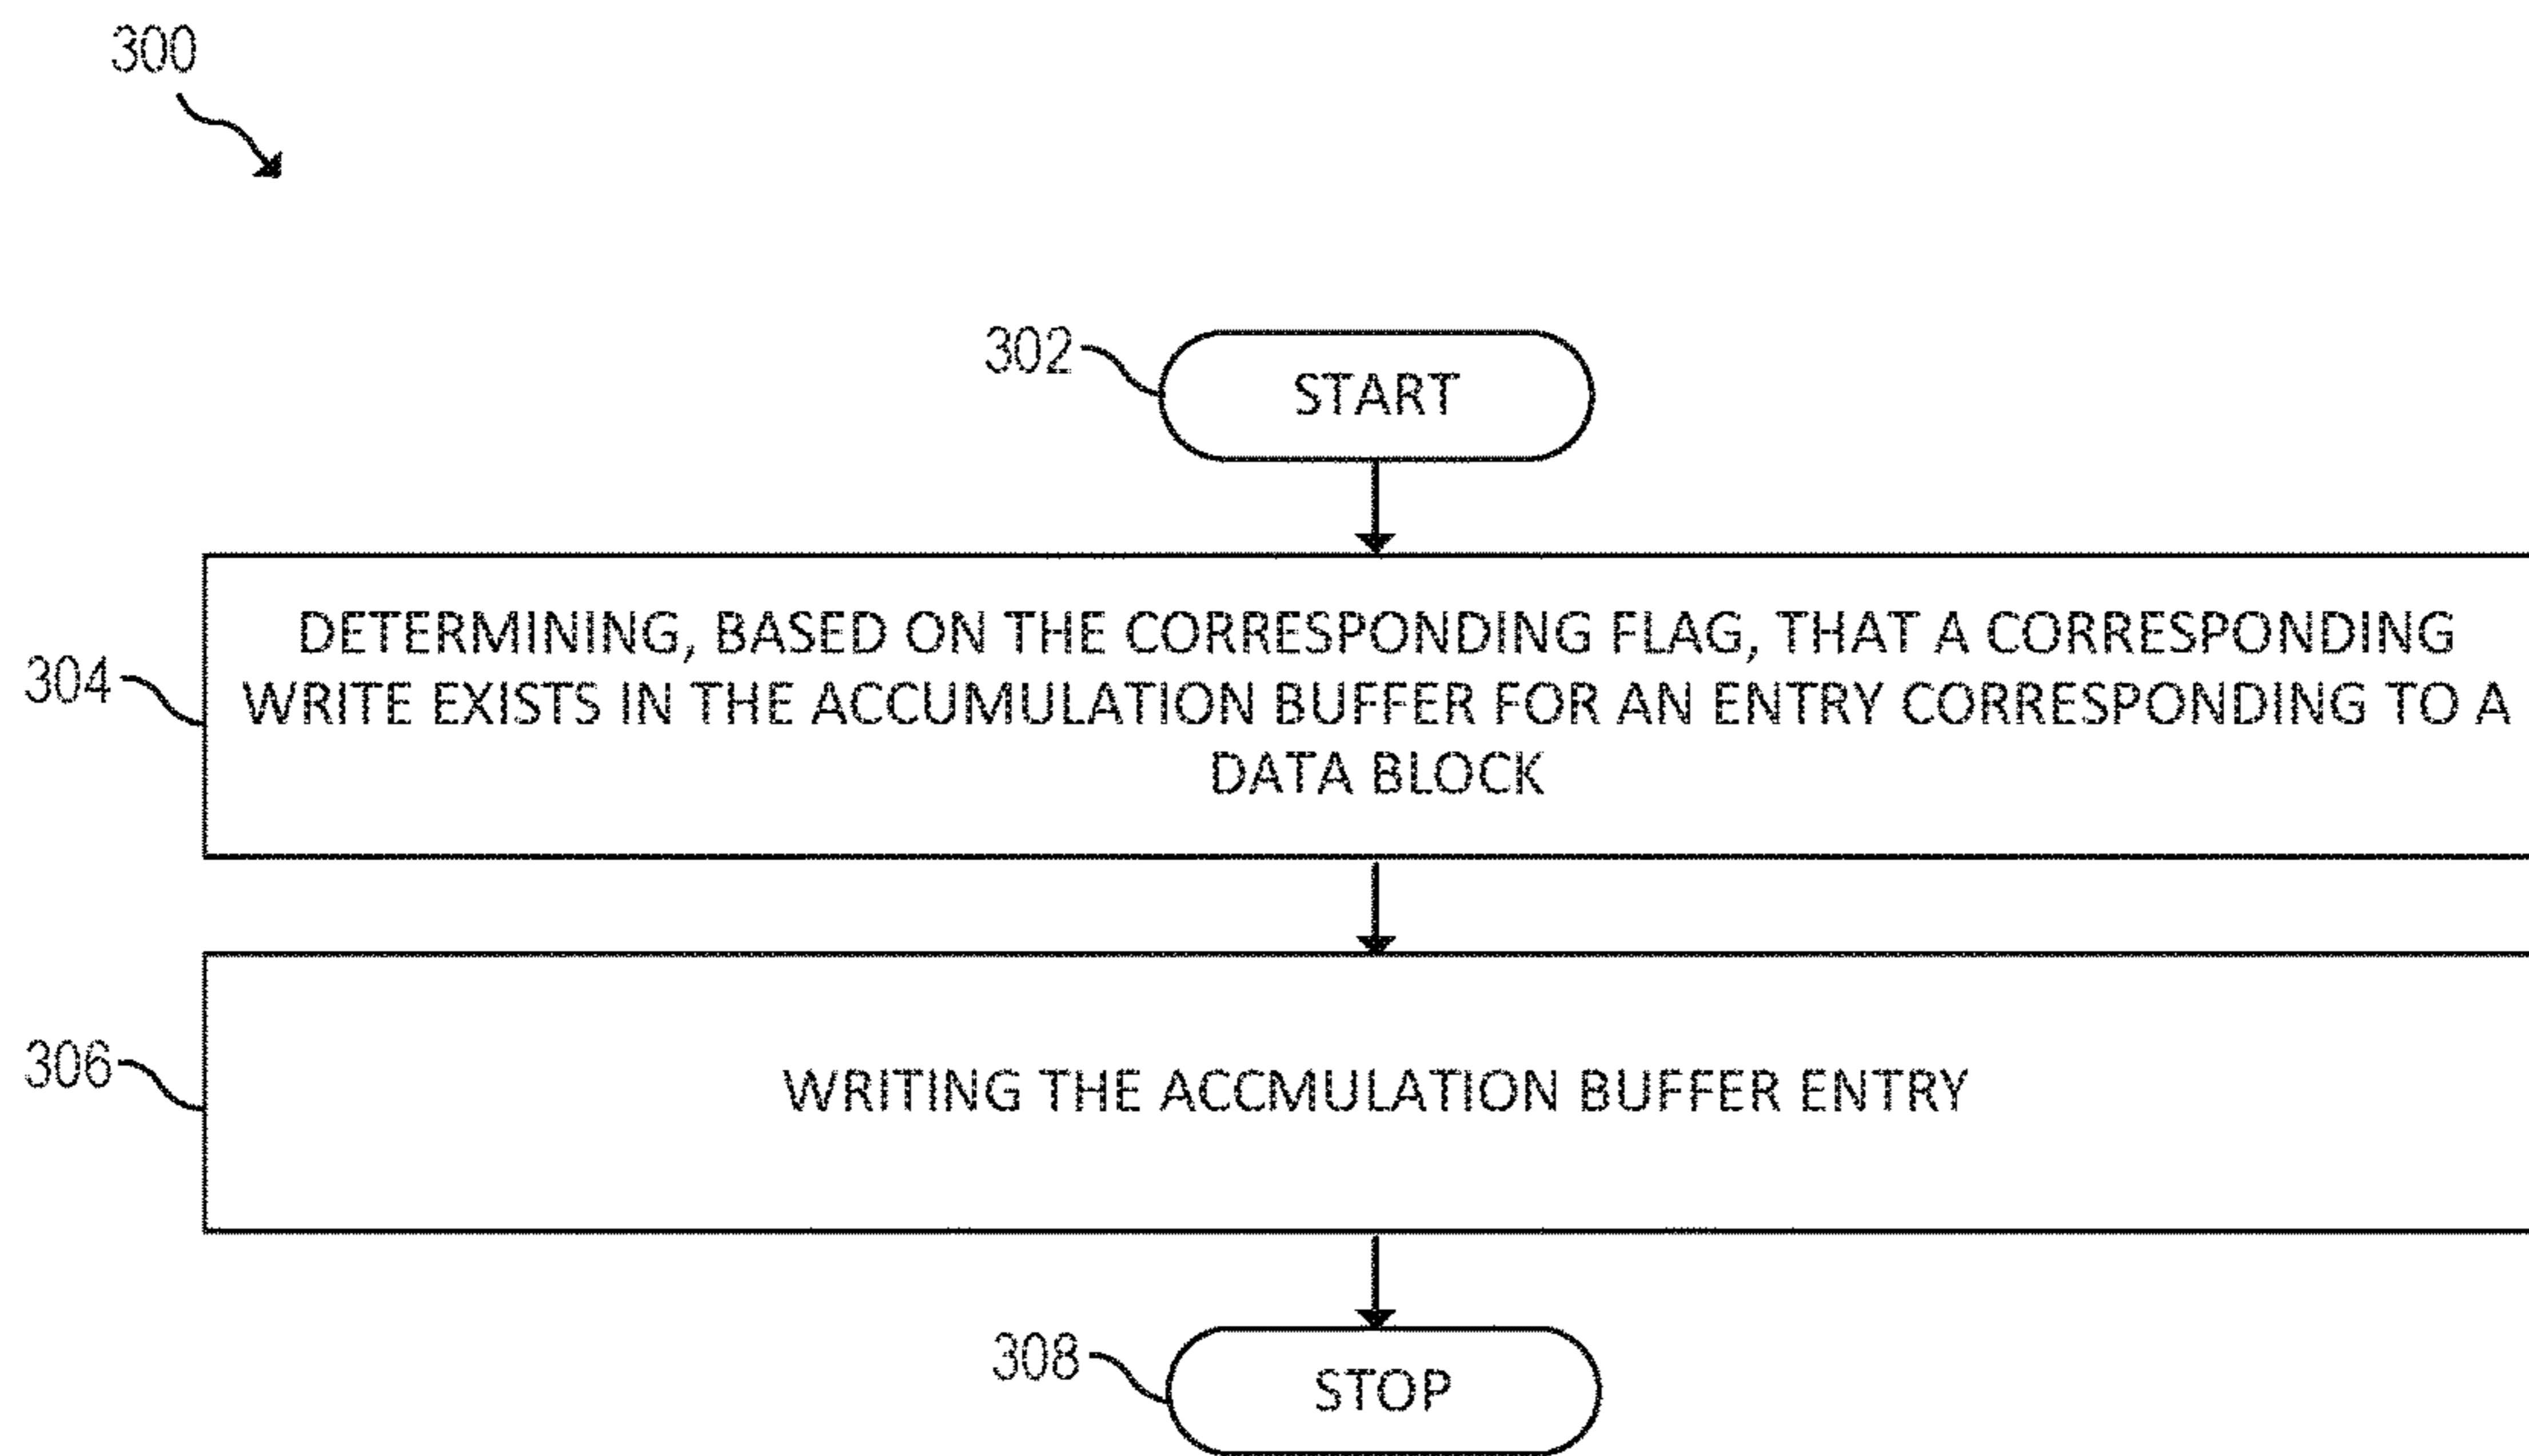 300
302
START
304
DETERMINING, BASED ON THE CORRESPONDING FLAG, THAT A CORRESPONDING
WRITE EXISTS IN THE ACCUMULATION BUFFER FOR AN ENTRY CORRESPONDING TO A
DATA BLOCK
306
WRITING THE ACCMULATION BUFFER ENTRY
308
STOP